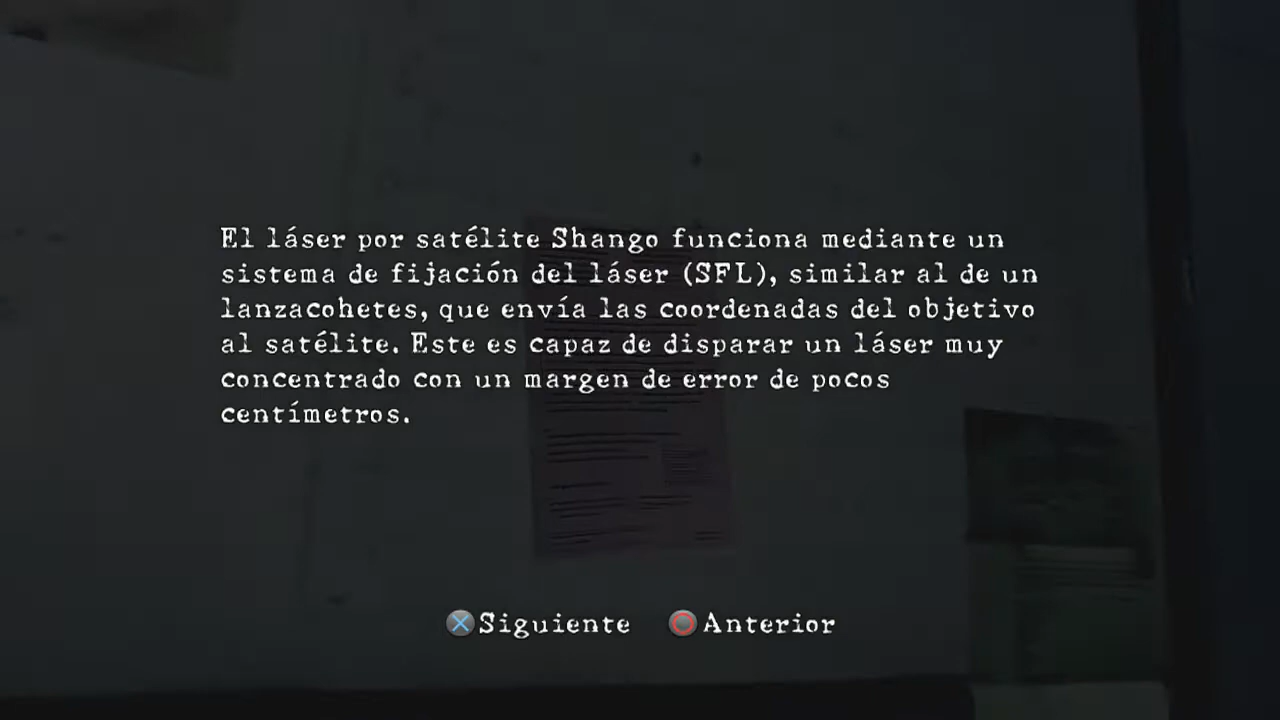 El láser por satélite Shango funciona mediante un
sistema de fijación del láser (SFL), similar al de un
lanzacohetes, que envía las coordenadas del objetivo
al satélite. Este es capaz de disparar un láser muy
concentrado con un margen de error de pocos
centímetros.
Siguiente Anterior